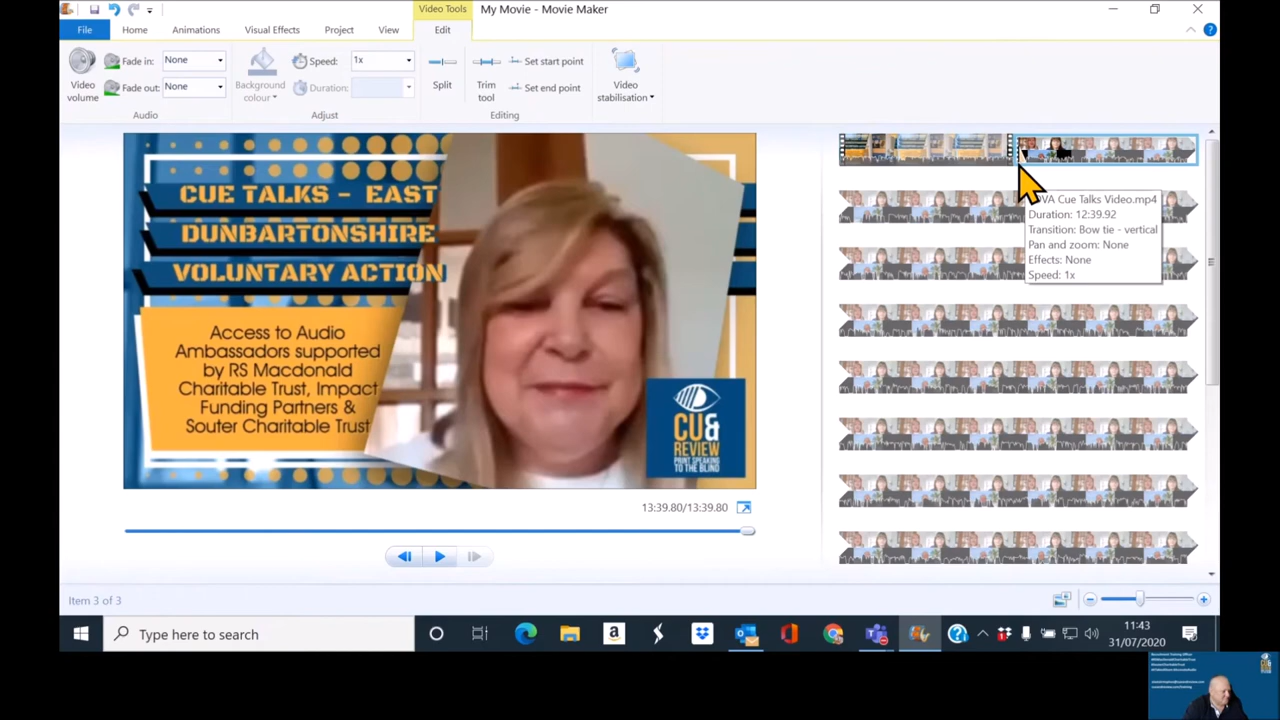 Video Tools
My Movie - Movie Maker
File
Home
Animations
Visual Effects
Project
View
Edit
Video
volume
Fade in:
None
Fade out:
None
Audio
Background
colour
Speed:
1x
Duration:
Adjust
Split
Trim
tool
Set start point
Set end point
Editing
Video
stabilisation
CUE TALKS - EAST
DUNBARTONSHIRE
VOLUNTARY ACTION
Access to Audio
Ambassadors supported
by RS Macdonald
Charitable Trust, Impact
Funding Partners &
Souter Charitable Trust
CU&
REVIEW
PRINT SPEAKING
TO THE BLIND
VA Cue Talks Video.mp4
Duration: 12:39.92
Transition: Bow tie - vertical
Pan and zoom: None
Effects: None
Speed: 1x
13:39.80/13:39.80
Item 3 of 3
Type here to search
11:43
31/07/2020